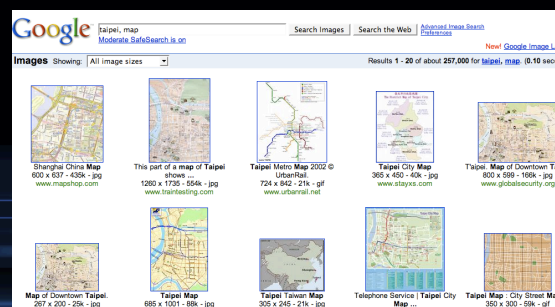 Google
taipei, map
Search Images
Search the Web
Advanced Image Search
Preferences
Moderate SafeSearch is on
New! Google Image L
Images Showing: All image sizes
Results 1 - 20 of about 257,000 for taipei, map. (0.10 seco
Shanghai China Map
600 x 637 - 435k - jpg
www.mapshop.com
This part of a map of Taipei
shows ...
1260 x 1735 - 554k - jpg
www.traintesting.com
Taipei Metro Map 2002 ©
UrbanRail.
724 x 842 - 21k - gif
www.urbanrail.net
Taipei City Map
365 x 450 - 40k - jpg
www.stayxs.com
T'aipei. Map of Downtown Ta
800 x 599 - 166k - jpg
www.globalsecurity.org
Map of Downtown Taipei.
267 x 200 - 25k - jpg
Taipei Map
685 x 1001 - 88k - jpg
Taipei Taiwan Map
305 x 245 - 21k - jpg
Telephone Service | Taipei City
Map ...
Taipei Map : City Street Ma
350 x 300 - 59k - gif